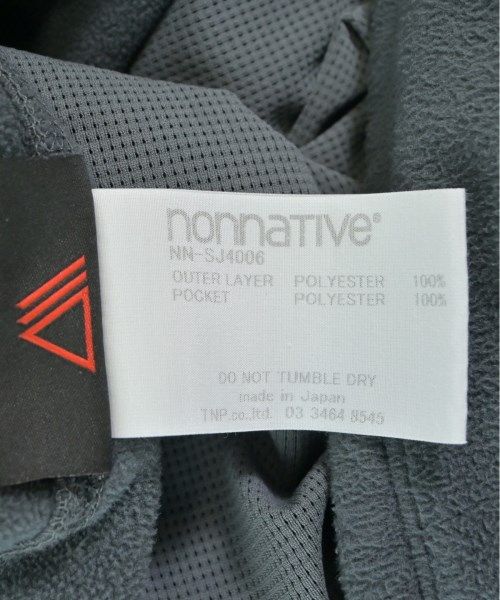 nonnative®
NN-SJ4006
OUTER LAYER POLYESTER 100%
POCKET POLYESTER 100%
DO NOT TUMBLE DRY
made in Japan
TNP.co.,ltd. 03 3464 8545